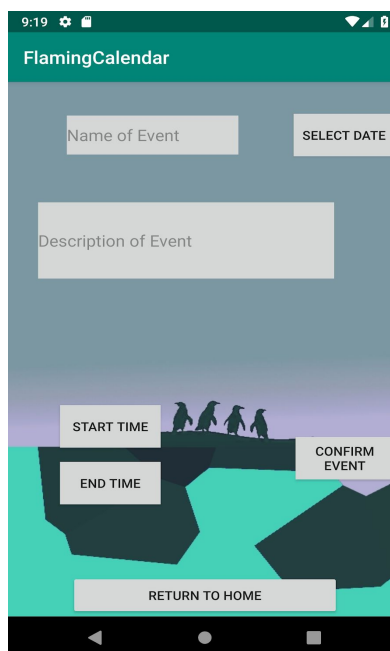 9:19
FlamingCalendar
Name of Event
SELECT DATE
Description of Event
START TIME
CONFIRM
EVENT
END TIME
RETURN TO HOME